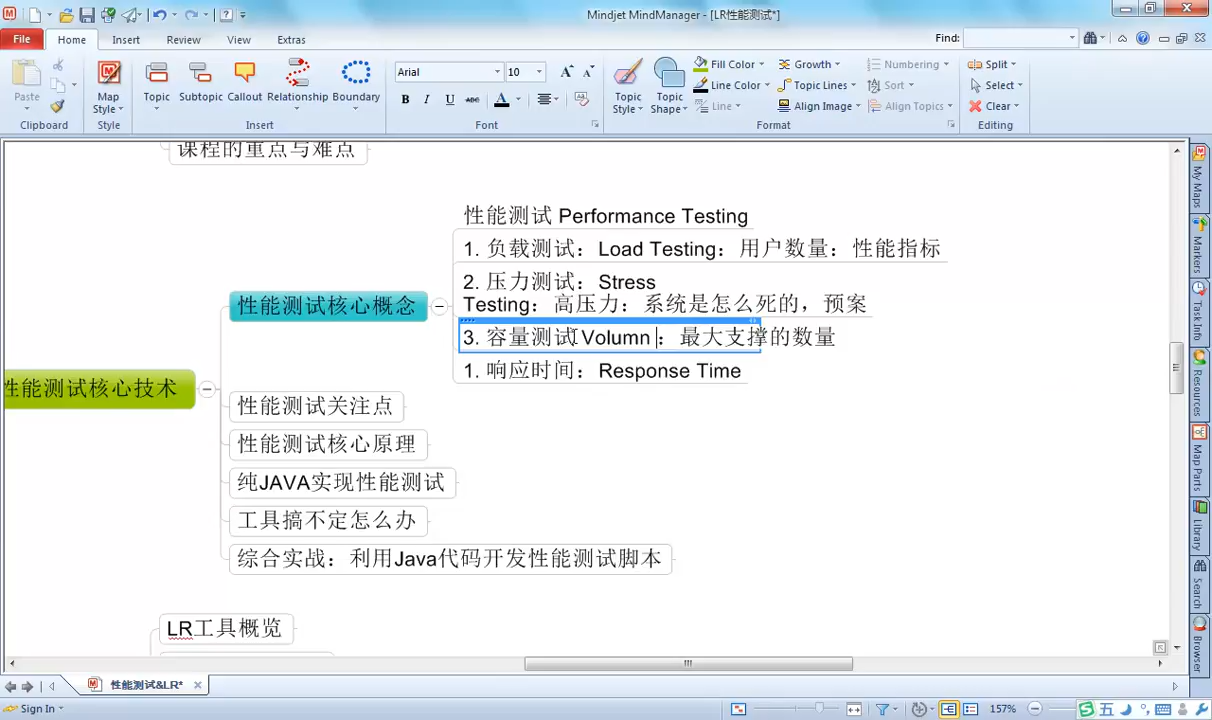 Mindjet MindManager - [LR性能测试*]
File Home Insert Review View Extras Find:
Paste Map Style Topic Subtopic Callout Relationship Boundary
Arial 10
B I U abc A
Topic Style Topic Shape Fill Color Line Color Line
Growth Topic Lines Align Image
Numbering Sort Align Topics
Split Select Clear
Clipboard Style Insert Font Format Editing
课程的重点与难点
性能测试 Performance Testing
1. 负载测试：Load Testing：用户数量：性能指标
2. 压力测试：Stress
Testing：高压力：系统是怎么死的，预案
性能测试核心概念
3. 容量测试Volumn ：最大支撑的数量
1. 响应时间：Response Time
性能测试核心技术
性能测试关注点
性能测试核心原理
纯JAVA实现性能测试
工具搞不定怎么办
综合实战：利用Java代码开发性能测试脚本
LR工具概览
My Maps
Markers
Task Info
Resources
Map Parts
Library
Search
Browser
性能测试&LR*
Sign In
157%
五